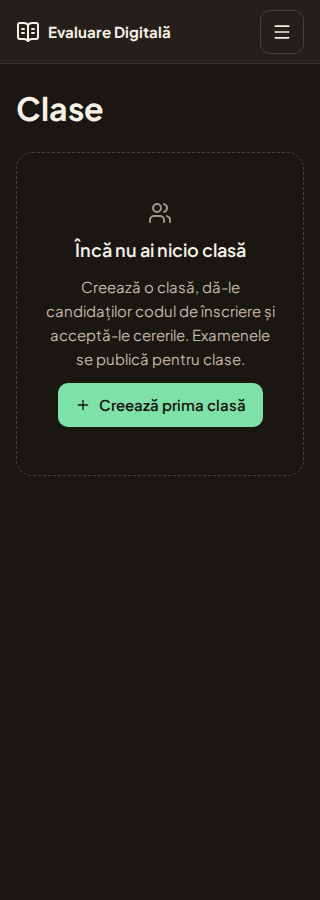 Evaluare Digitală
Clase
Încă nu ai nicio clasă
Creează o clasă, dă-le
candidaților codul de înscriere și
acceptă-le cererile. Examenele
se publică pentru clase.
Creează prima clasă